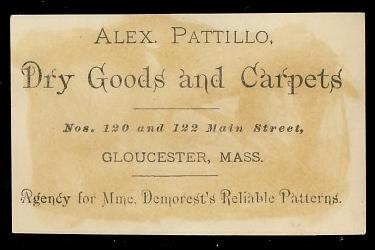 ALEX. PATTILLO,
Dry Goods and Carpets
Nos. 120 and 122 Main Street,
GLOUCESTER, MASS.
Agency for Mme. Demorest's Reliable Patterns.